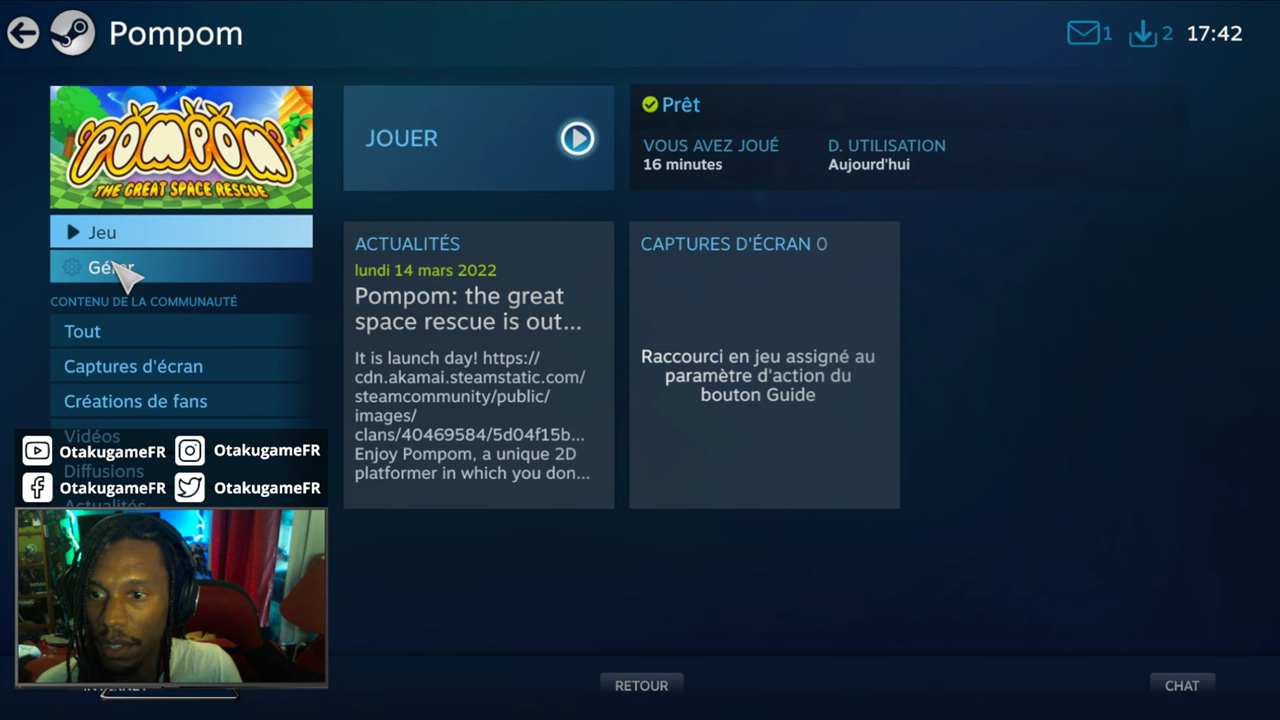 Pompom
1
2
17:42
POMPOM
THE GREAT SPACE RESCUE
JOUER
Prêt
VOUS AVEZ JOUÉ
D. UTILISATION
16 minutes
Aujourd'hui
Jeu
Gérer
CONTENU DE LA COMMUNAUTÉ
Tout
Captures d'écran
Créations de fans
Vidéos
Diffusions
Actualités
ACTUALITÉS
lundi 14 mars 2022
Pompom: the great
space rescue is out...
It is launch day! https://
cdn.akamai.steamstatic.com/
steamcommunity/public/
images/
clans/40469584/5d04f15b...
Enjoy Pompom, a unique 2D
platformer in which you don...
CAPTURES D'ÉCRAN 0
Raccourci en jeu assigné au
paramètre d'action du
bouton Guide
OtakugameFR
OtakugameFR
OtakugameFR
OtakugameFR
RETOUR
CHAT